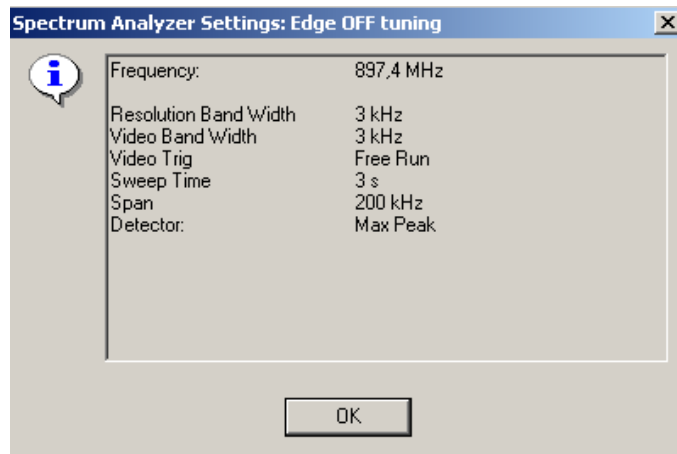 Spectrum Analyzer Settings: Edge OFF tuning
Frequency: 897,4 MHz
Resolution Band Width 3 kHz
Video Band Width 3 kHz
Video Trig Free Run
Sweep Time 3 s
Span 200 kHz
Detector: Max Peak
OK